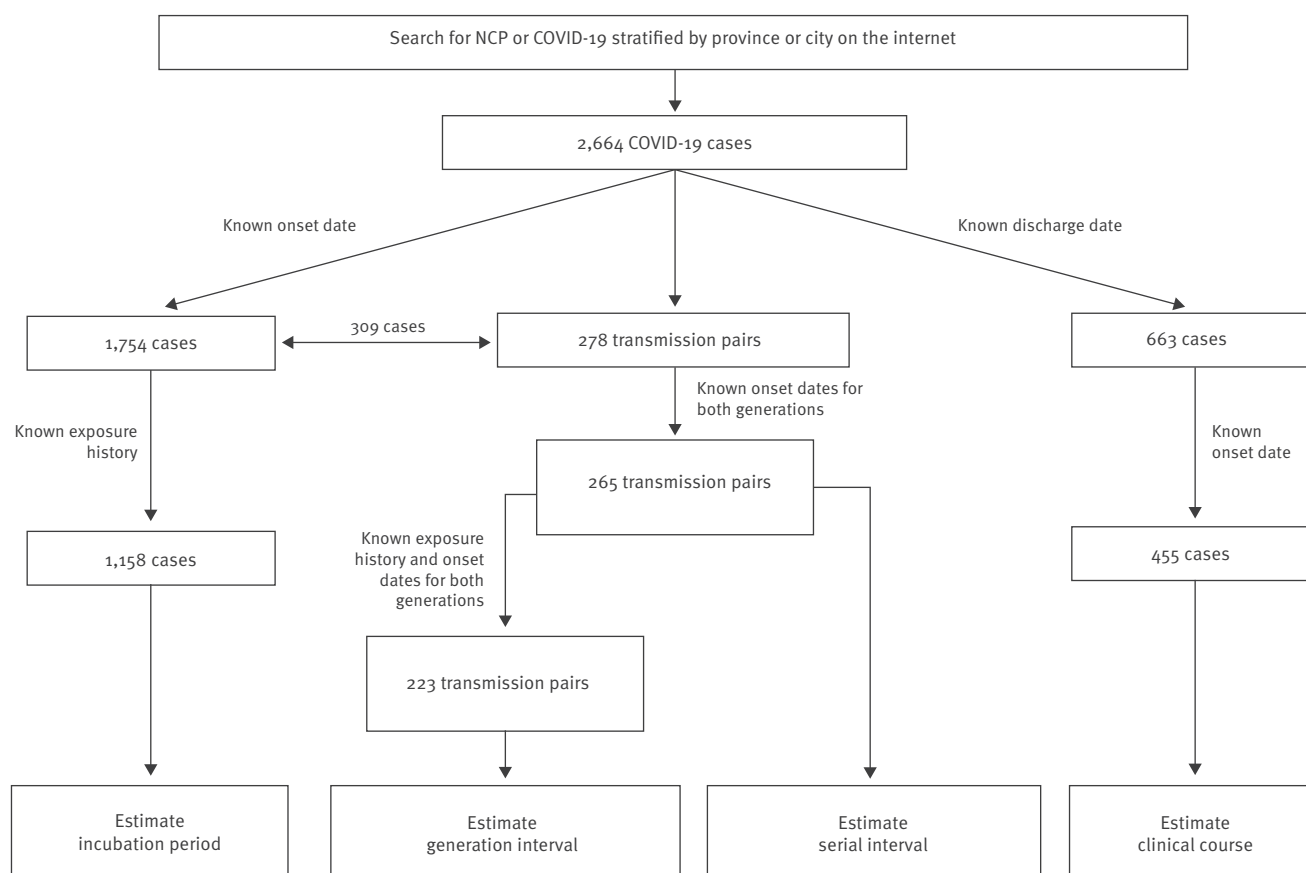 Search for NCP or COVID-19 stratified by province or city on the internet
2,664 COVID-19 cases
Known onset date
Known discharge date
1,754 cases
309 cases
278 transmission pairs
663 cases
Known exposure
history
Known onset dates for
both generations
Known
onset date
265 transmission pairs
1,158 cases
Known exposure
history and onset
dates for both
generations
455 cases
223 transmission pairs
Estimate
incubation period
Estimate
generation interval
Estimate
serial interval
Estimate
clinical course